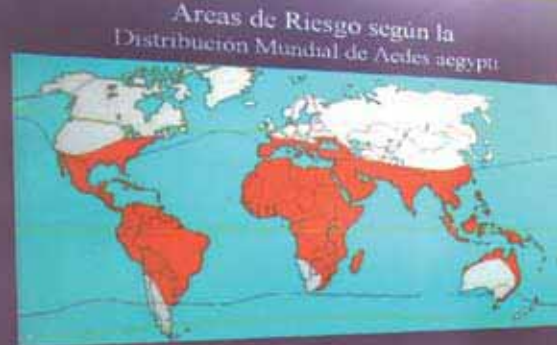 Areas de Riesgo según la
Distribución Mundial de Aedes aegypti